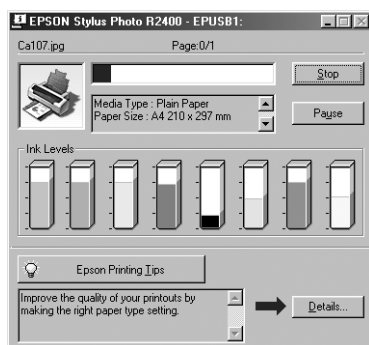 EPSON Stylus Photo R2400 - EPUSB1:
Ca107.jpg Page:0/1
Stop
Media Type : Plain Paper
Paper Size : A4 210 x 297 mm
Pause
Ink Levels
Epson Printing Tips
Improve the quality of your printouts by
making the right paper type setting.
Details...